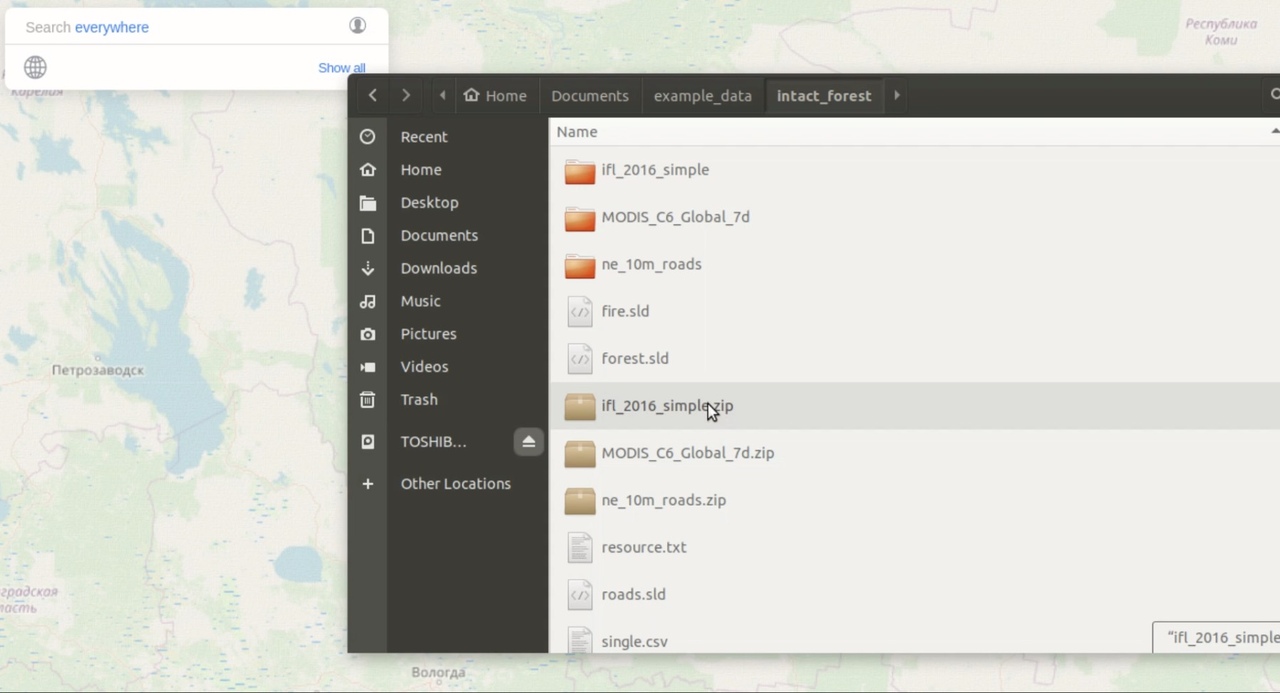 Search everywhere
Show all
Республика
Коми
Карелия
Home
Documents
example_data
intact_forest
Name
Recent
Home
Desktop
Documents
Downloads
Music
Pictures
Videos
Trash
TOSHIB...
Other Locations
ifl_2016_simple
MODIS_C6_Global_7d
ne_10m_roads
fire.sld
forest.sld
ifl_2016_simple.zip
MODIS_C6_Global_7d.zip
ne_10m_roads.zip
resource.txt
roads.sld
single.csv
"ifl_2016_simple
Петрозаводск
Вологда